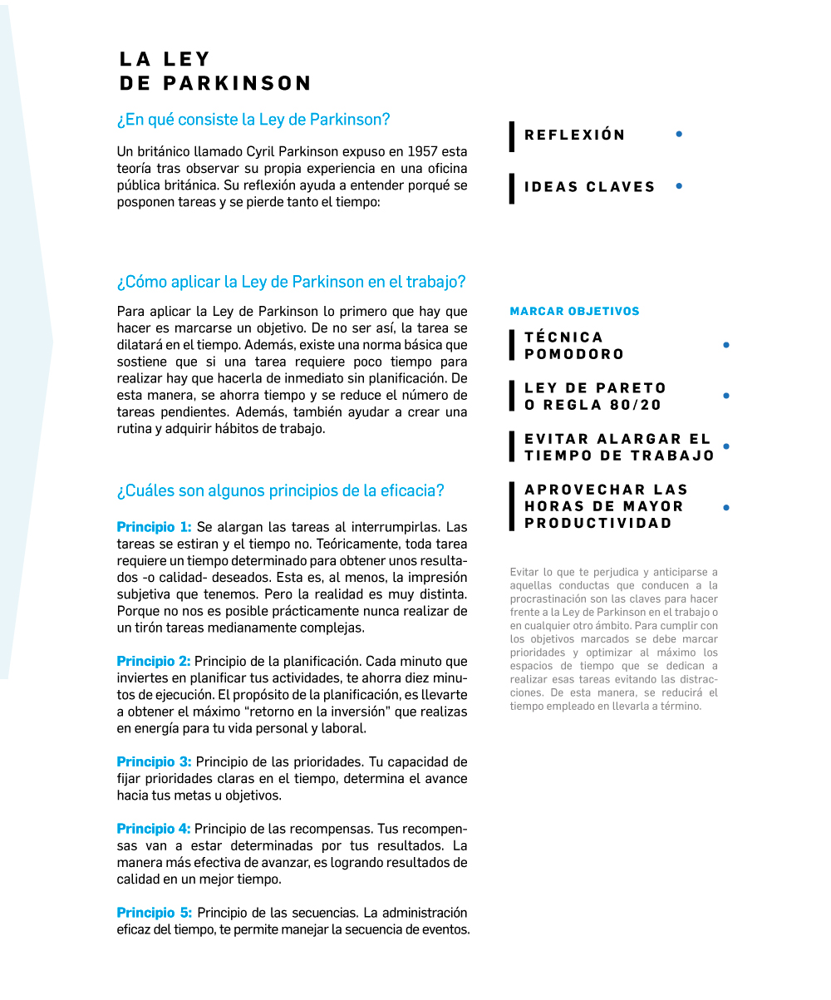 LA LEY
DE PARKINSON
¿En qué consiste la Ley de Parkinson?
Un británico llamado Cyril Parkinson expuso en 1957 esta
teoría tras observar su propia experiencia en una oficina
pública británica. Su reflexión ayuda a entender porqué se
posponen tareas y se pierde tanto el tiempo:
REFLEXIÓN
IDEAS CLAVES
¿Cómo aplicar la Ley de Parkinson en el trabajo?
Para aplicar la Ley de Parkinson lo primero que hay que
hacer es marcarse un objetivo. De no ser así, la tarea se
dilatará en el tiempo. Además, existe una norma básica que
sostiene que si una tarea requiere poco tiempo para
realizar hay que hacerla de inmediato sin planificación. De
esta manera, se ahorra tiempo y se reduce el número de
tareas pendientes. Además, también ayudar a crear una
rutina y adquirir hábitos de trabajo.
¿Cuáles son algunos principios de la eficacia?
Principio 1: Se alargan las tareas al interrumpirlas. Las
tareas se estiran y el tiempo no. Teóricamente, toda tarea
requiere un tiempo determinado para obtener unos resulta-
dos -o calidad- deseados. Esta es, al menos, la impresión
subjetiva que tenemos. Pero la realidad es muy distinta.
Porque no nos es posible prácticamente nunca realizar de
un tirón tareas medianamente complejas.
Principio 2: Principio de la planificación. Cada minuto que
inviertes en planificar tus actividades, te ahorra diez minu-
tos de ejecución. El propósito de la planificación, es llevarte
a obtener el máximo “retorno en la inversión” que realizas
en energía para tu vida personal y laboral.
Principio 3: Principio de las prioridades. Tu capacidad de
fijar prioridades claras en el tiempo, determina el avance
hacia tus metas u objetivos.
Principio 4: Principio de las recompensas. Tus recompen-
sas van a estar determinadas por tus resultados. La
manera más efectiva de avanzar, es logrando resultados de
calidad en un mejor tiempo.
Principio 5: Principio de las secuencias. La administración
eficaz del tiempo, te permite manejar la secuencia de eventos.
MARCAR OBJETIVOS
TÉCNICA
POMODORO
LEY DE PARETO
O REGLA 80/20
EVITAR ALARGAR EL
TIEMPO DE TRABAJO
APROVECHAR LAS
HORAS DE MAYOR
PRODUCTIVIDAD
Evitar lo que te perjudica y anticiparse a
aquellas conductas que conducen a la
procrastinación son las claves para hacer
frente a la Ley de Parkinson en el trabajo o
en cualquier otro ámbito. Para cumplir con
los objetivos marcados se debe marcar
prioridades y optimizar al máximo los
espacios de tiempo que se dedican a
realizar esas tareas evitando las distrac-
ciones. De esta manera, se reducirá el
tiempo empleado en llevarla a término.